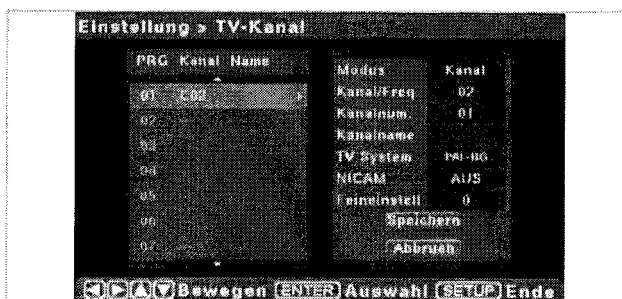 Einstellung > TV-Kanal
PRG Kanal Name
01 C02
02
03
04
05
06
07
Modus Kanal
Kanal/Freq 02
Kanalnum. 01
Kanalname
TV System PAL-BG
NICAM AUS
Feineinstell 0
Speichern
Abbruch
Bewegen ENTER Auswahl SETUP Ende